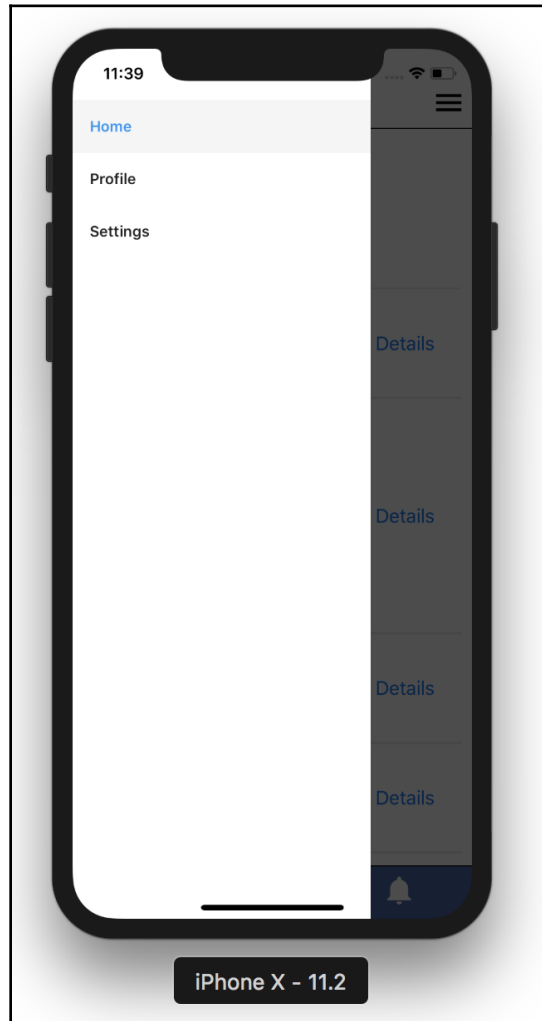 11:39
Home
Profile
Settings
Details
Details
Details
Details
iPhone X - 11.2